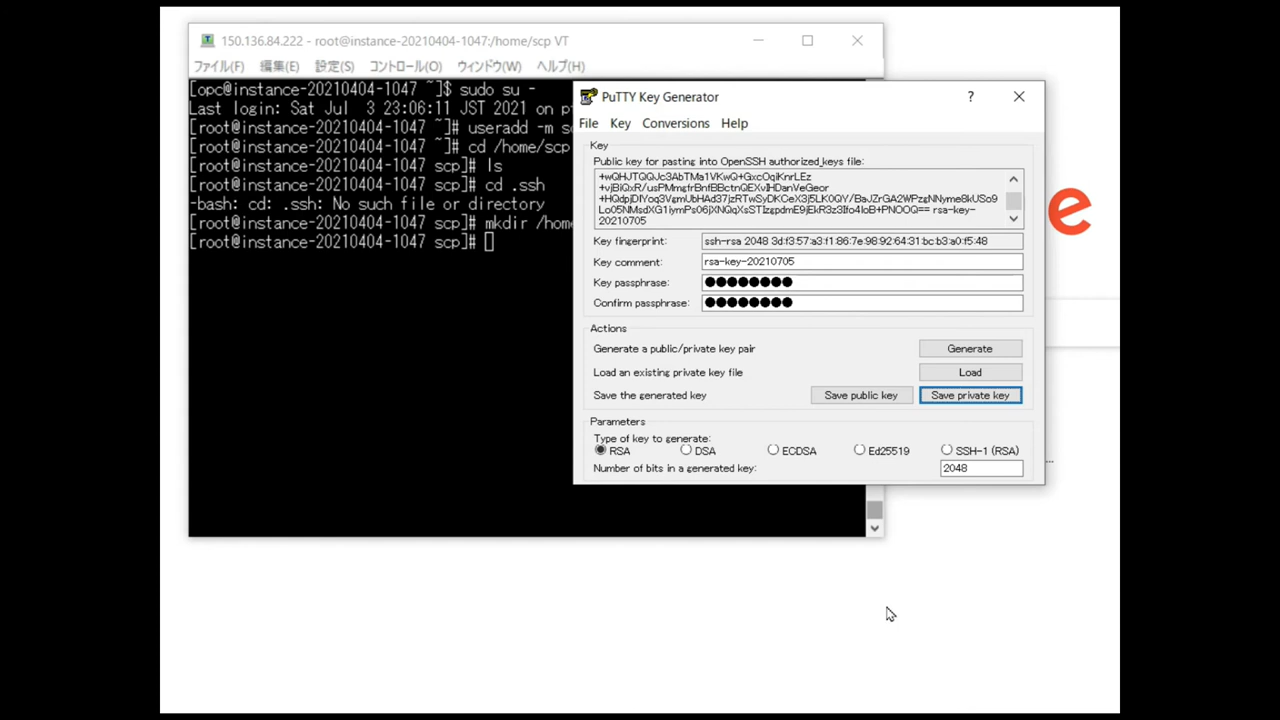 150.136.84.222 - root@instance-20210404-1047:/home/scp VT
ファイル(F) 編集(E) 設定(S) コントロール(O) ウィンドウ(W) ヘルプ(H)
[opc@instance-20210404-1047 ~]$ sudo su -
Last login: Sat Jul 3 23:06:11 JST 2021 on
[root@instance-20210404-1047 ~]# useradd -m
[root@instance-20210404-1047 ~]# cd /home/scp
[root@instance-20210404-1047 scp]# ls
[root@instance-20210404-1047 scp]# cd .ssh
-bash: cd: .ssh: No such file or directory
[root@instance-20210404-1047 scp]# mkdir
[root@instance-20210404-1047 scp]#
PuTTY Key Generator
?
File Key Conversions Help
Key
Public key for pasting into OpenSSH authorized_keys file:
rsa-key-
20210705
Key fingerprint: ssh-rsa 2048 3d:f3:57:a3:f1:86:7e:98:92:64:31:bc:b3:a0:f5:48
Key comment: rsa-key-20210705
Key passphrase: ●●●●●●●●
Confirm passphrase: ●●●●●●●●
Actions
Generate a public/private key pair Generate
Load an existing private key file Load
Save the generated key Save public key Save private key
Parameters
Type of key to generate:
RSA DSA ECDSA Ed25519 SSH-1 (RSA)
Number of bits in a generated key: 2048
e
...